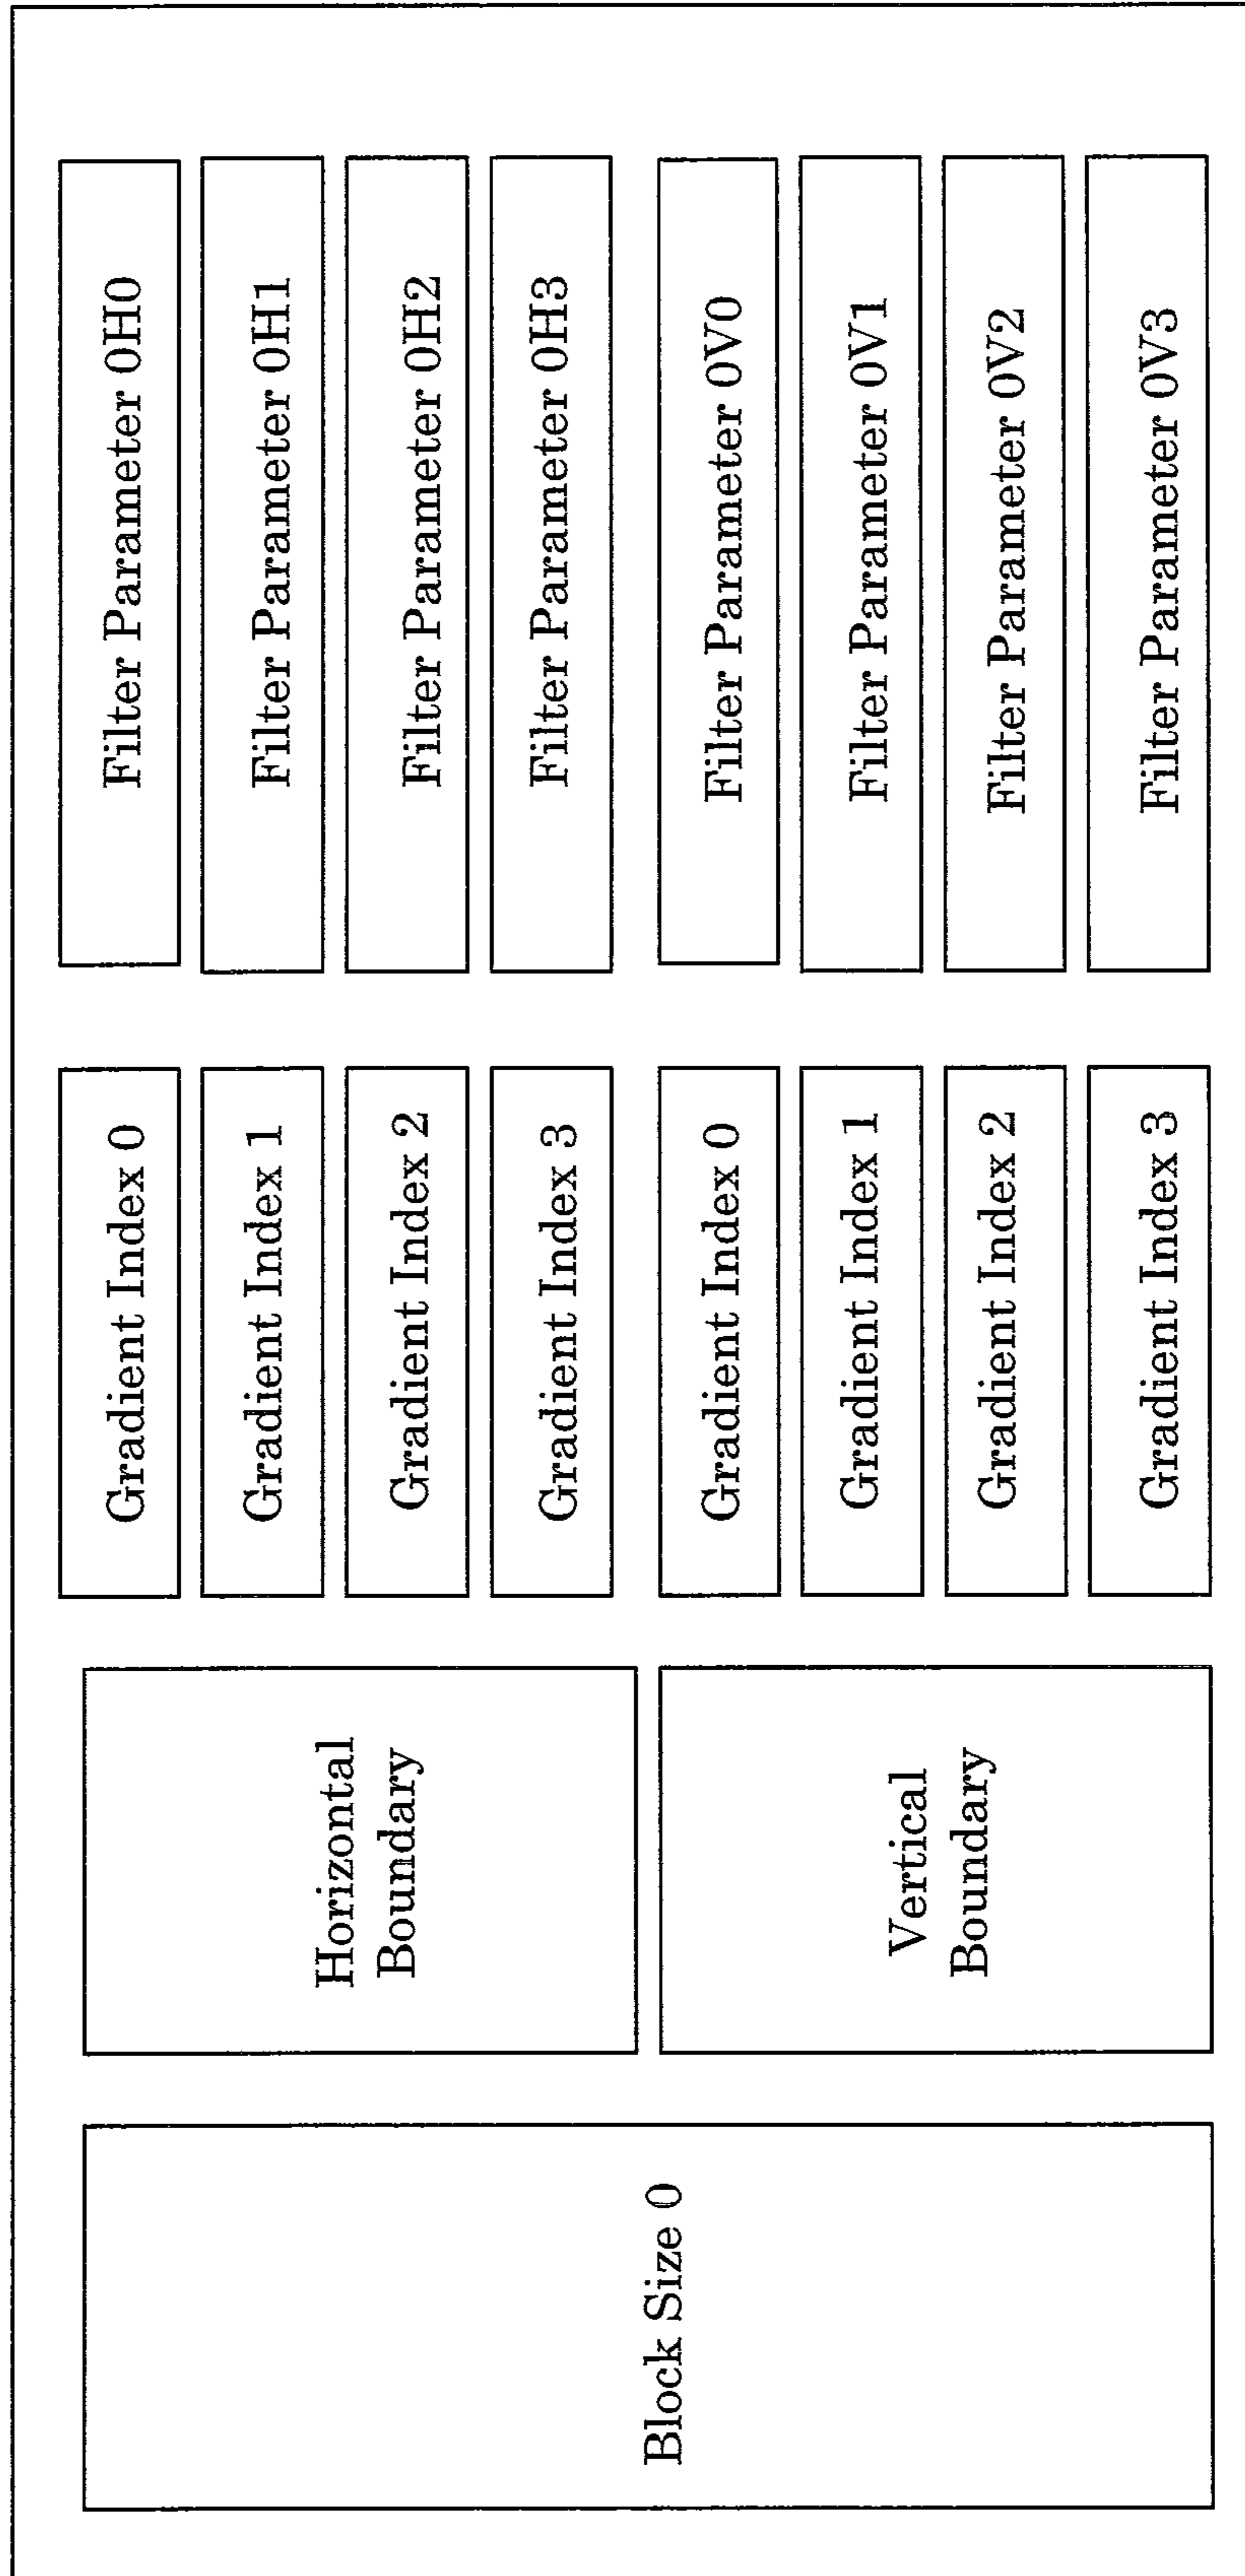 Block Size 0
Horizontal
Boundary
Gradient Index 0
Filter Parameter 0H0
Gradient Index 1
Filter Parameter 0H1
Gradient Index 2
Filter Parameter 0H2
Gradient Index 3
Filter Parameter 0H3
Vertical
Boundary
Gradient Index 0
Filter Parameter 0V0
Gradient Index 1
Filter Parameter 0V1
Gradient Index 2
Filter Parameter 0V2
Gradient Index 3
Filter Parameter 0V3